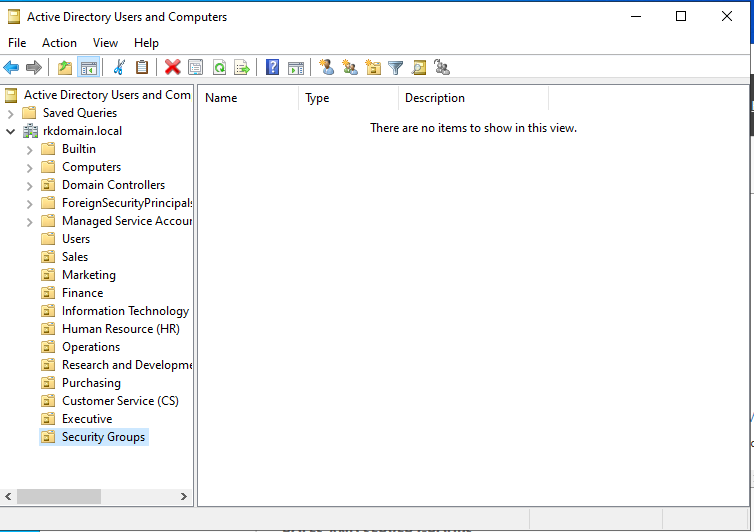 Active Directory Users and Computers
File Action View Help
Active Directory Users and Com
Saved Queries
rkdomain.local
Builtin
Computers
Domain Controllers
ForeignSecurityPrincipals
Managed Service Accour
Users
Sales
Marketing
Finance
Information Technology
Human Resource (HR)
Operations
Research and Developme
Purchasing
Customer Service (CS)
Executive
Security Groups
Name Type Description
There are no items to show in this view.